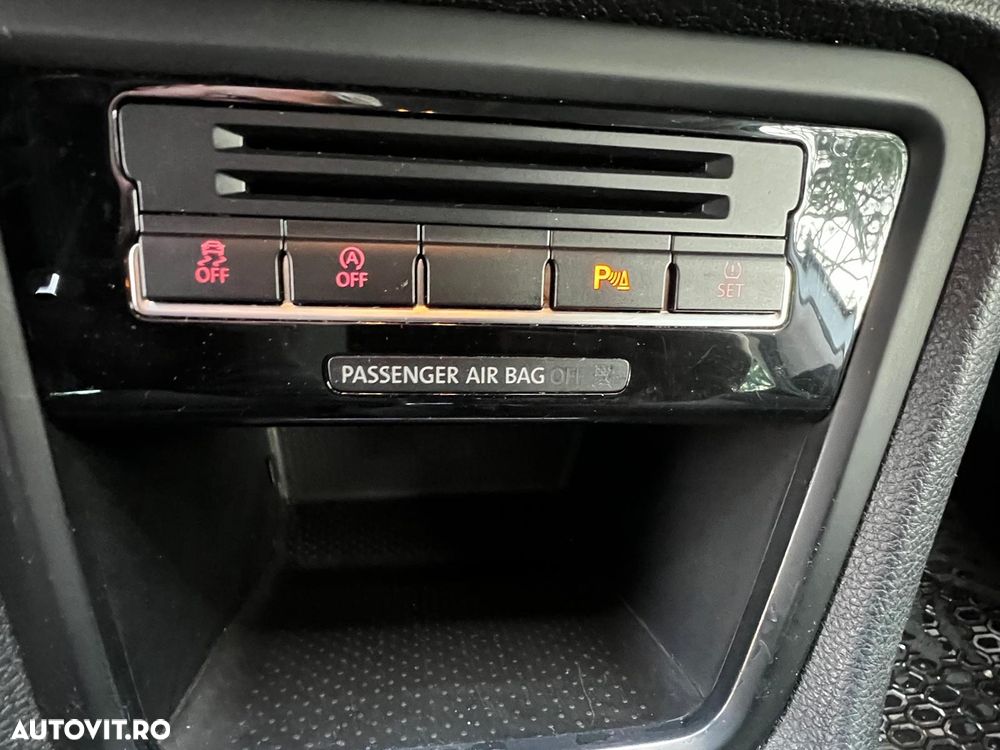 OFF
A
OFF
P
SET
PASSENGER AIR BAG OFF
AUTOVIT.RO